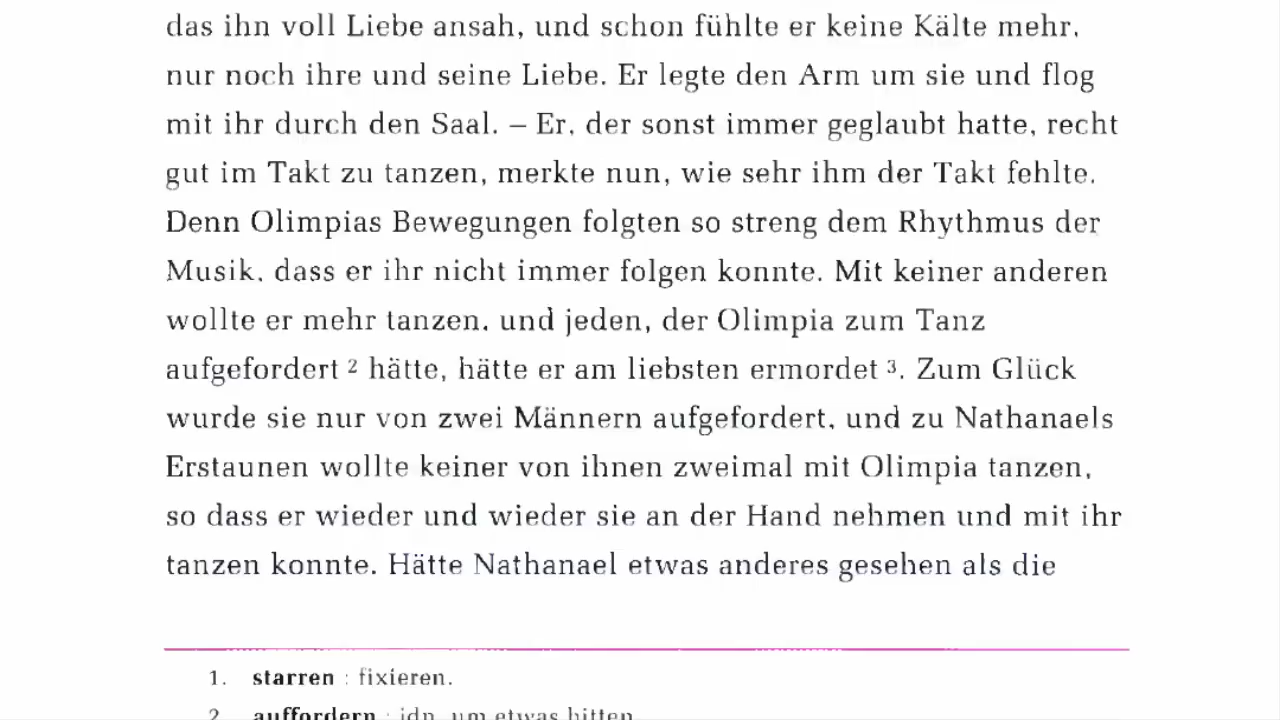 das ihn voll Liebe ansah, und schon fühlte er keine Kälte mehr,
nur noch ihre und seine Liebe. Er legte den Arm um sie und flog
mit ihr durch den Saal. – Er, der sonst immer geglaubt hatte, recht
gut im Takt zu tanzen, merkte nun, wie sehr ihm der Takt fehlte.
Denn Olimpias Bewegungen folgten so streng dem Rhythmus der
Musik, dass er ihr nicht immer folgen konnte. Mit keiner anderen
wollte er mehr tanzen, und jeden, der Olimpia zum Tanz
aufgefordert ² hätte, hätte er am liebsten ermordet ³. Zum Glück
wurde sie nur von zwei Männern aufgefordert, und zu Nathanaels
Erstaunen wollte keiner von ihnen zweimal mit Olimpia tanzen,
so dass er wieder und wieder sie an der Hand nehmen und mit ihr
tanzen konnte. Hätte Nathanael etwas anderes gesehen als die
1. starren : fixieren.
2. auffordern : jdn. um etwas bitten.